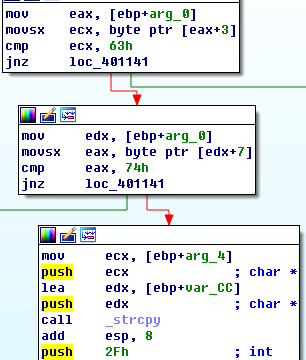 mov eax, [ebp+arg_0]
movsx ecx, byte ptr [eax+3]
cmp ecx, 63h
jnz loc_401141
mov edx, [ebp+arg_0]
movsx eax, byte ptr [edx+7]
cmp eax, 74h
jnz loc_401141
mov ecx, [ebp+arg_4]
push ecx ; char *
lea edx, [ebp+var_CC]
push edx ; char *
call _strcpy
add esp, 8
push 2Fh ; int